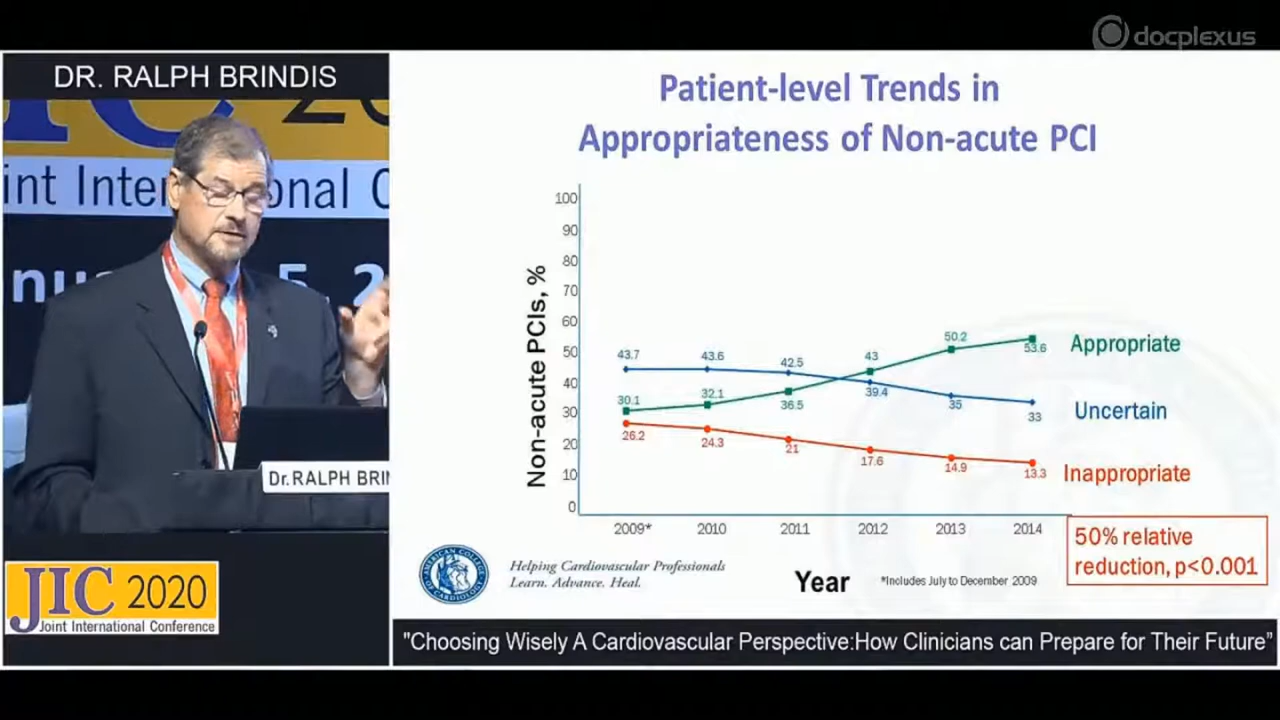 docplexus
DR. RALPH BRINDIS
Dr.RALPH BRIN
JIC 2020
Joint International Conference
Patient-level Trends in
Appropriateness of Non-acute PCI
Non-acute PCIs, %
100
90
80
70
60
50
40
30
20
10
0
43.7 43.6 42.5 43 50.2 53.6
30.1 32.1 36.5 39.4 35 33
26.2 24.3 21 17.6 14.9 13.3
Appropriate
Uncertain
Inappropriate
2009* 2010 2011 2012 2013 2014
50% relative
reduction, p<0.001
Helping Cardiovascular Professionals
Learn. Advance. Heal.
Year
*Includes July to December 2009
"Choosing Wisely A Cardiovascular Perspective:How Clinicians can Prepare for Their Future”